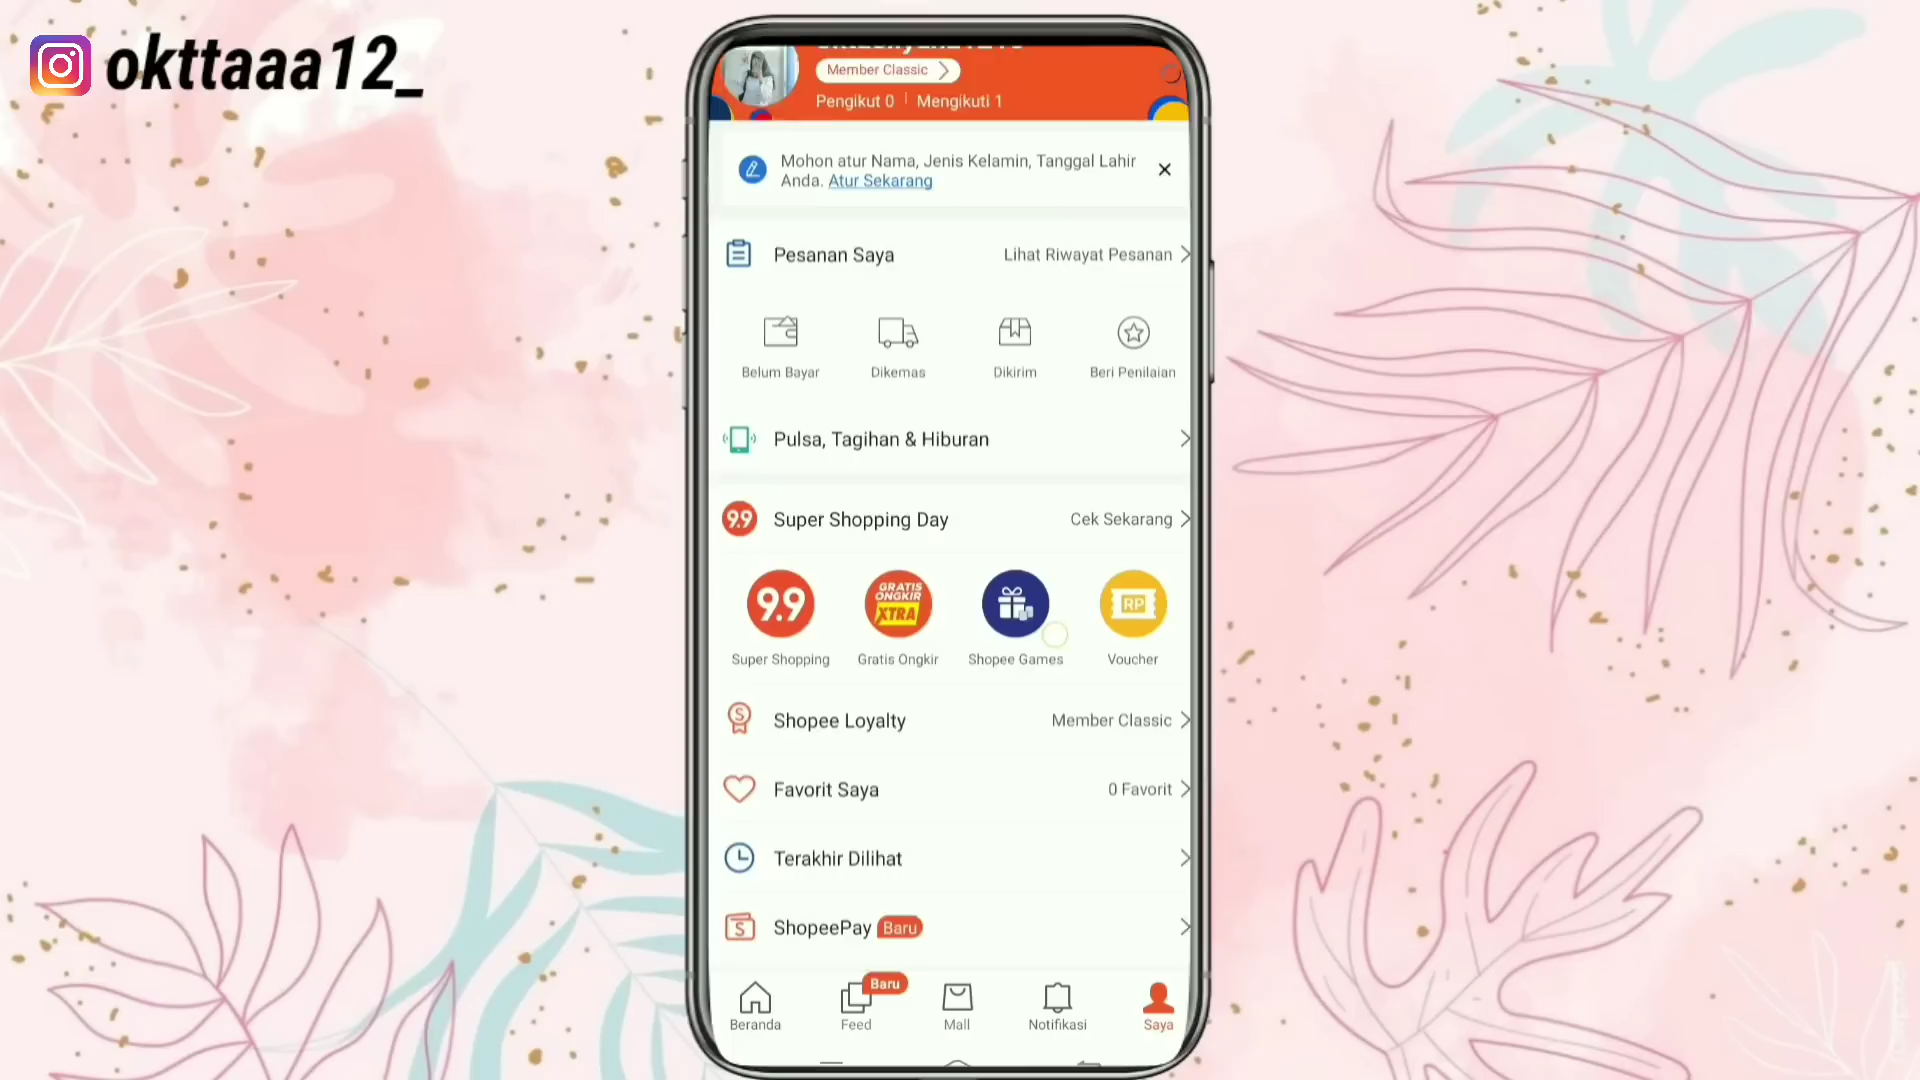 okttaaa12_
Member Classic
Pengikut 0 Mengikuti 1
Mohon atur Nama, Jenis Kelamin, Tanggal Lahir
Anda. Atur Sekarang
Pesanan Saya Lihat Riwayat Pesanan
Belum Bayar Dikemas Dikirim Beri Penilaian
Pulsa, Tagihan & Hiburan
9.9 Super Shopping Day Cek Sekarang
9.9 GRATIS ONGKIR XTRA RP
Super Shopping Gratis Ongkir Shopee Games Voucher
Shopee Loyalty Member Classic
Favorit Saya 0 Favorit
Terakhir Dilihat
ShopeePay Baru
Baru
Beranda Feed Mall Notifikasi Saya